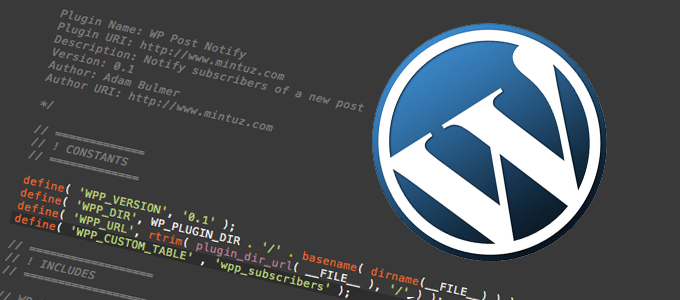 Plugin Name: WP Post Notify
Plugin URI: http://www.mintuz.com
Description: Notify subscribers of a new post
Version: 0.1
Author: Adam Bulmer
Author URI: http://www.mintuz.com
*/
// =============
// ! CONSTANTS
// =============
define( 'WPP_VERSION', '0.1' );
define( 'WPP_DIR', WP_PLUGIN_DIR . '/' . basename( dirname(__FILE__) ) );
define( 'WPP_URL', rtrim( plugin_dir_url( __FILE__ ), '/' ) );
define( 'WPP_CUSTOM_TABLE' , 'wpp_subscribers' );
// ==================
// ! INCLUDES
// ==================
W